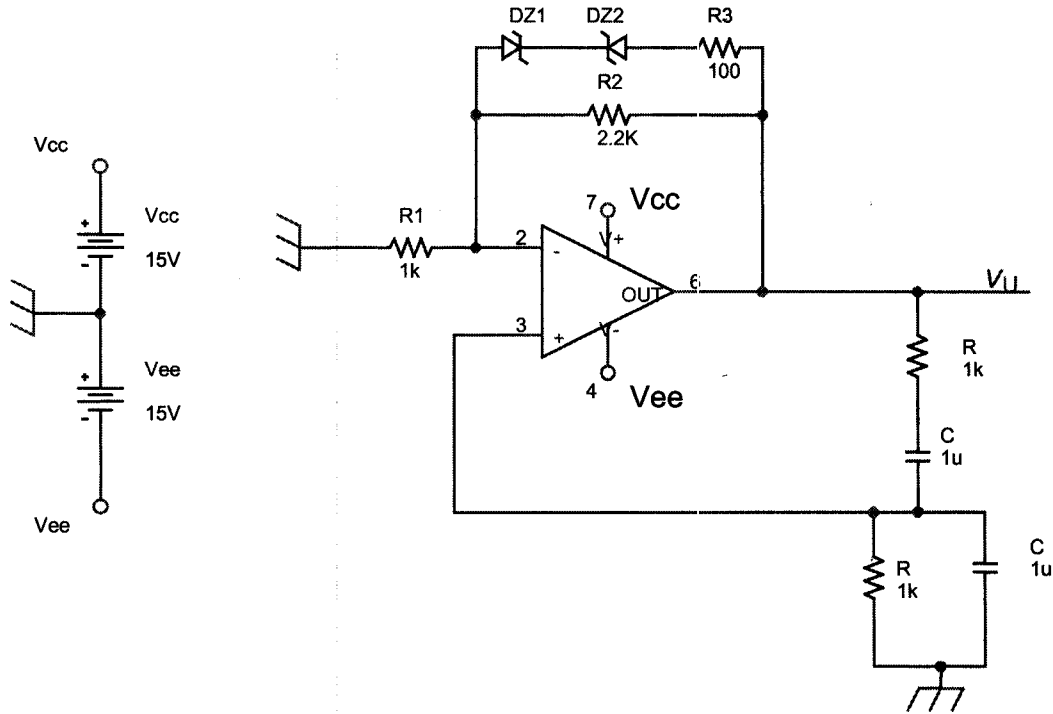 DZ1
DZ2
R3
100
R2
2.2K
Vcc
Vcc
+
-
15V
Vee
+
-
15V
Vee
R1
1k
7
Vcc
V+
2
-
OUT
6
3
+
V-
4
Vee
VU
R
1k
C
1u
R
1k
C
1u